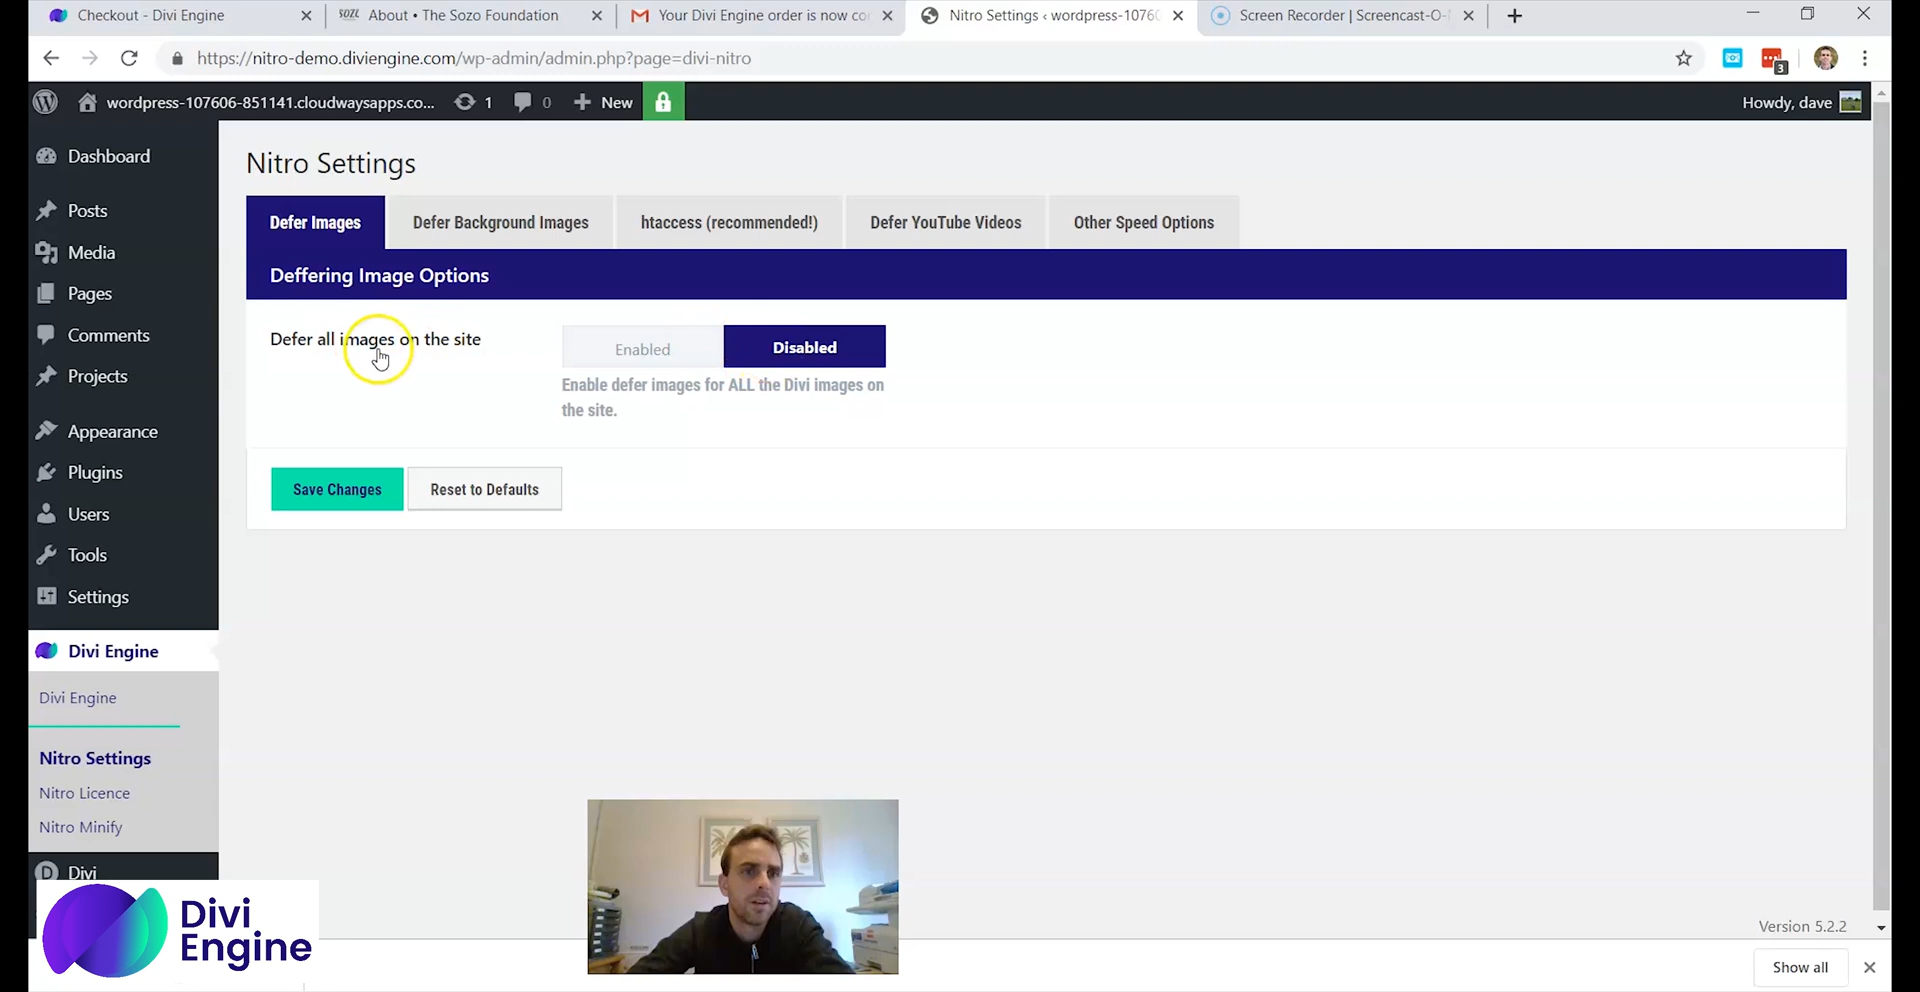 Checkout - Divi Engine
SOZO About • The Sozo Foundation
Your Divi Engine order is now co
Nitro Settings ‹ wordpress-1076
Screen Recorder | Screencast-O-
https://nitro-demo.diviengine.com/wp-admin/admin.php?page=divi-nitro
3
wordpress-107606-851141.cloudwaysapps.co...
1
0
New
Howdy, dave
Dashboard
Posts
Media
Pages
Comments
Projects
Appearance
Plugins
Users
Tools
Settings
Divi Engine
Divi Engine
Nitro Settings
Nitro Licence
Nitro Minify
D Divi
Nitro Settings
Defer Images
Defer Background Images
htaccess (recommended!)
Defer YouTube Videos
Other Speed Options
Deffering Image Options
Defer all images on the site
Enabled
Disabled
Enable defer images for ALL the Divi images on
the site.
Save Changes
Reset to Defaults
Divi
Engine
Version 5.2.2
Show all